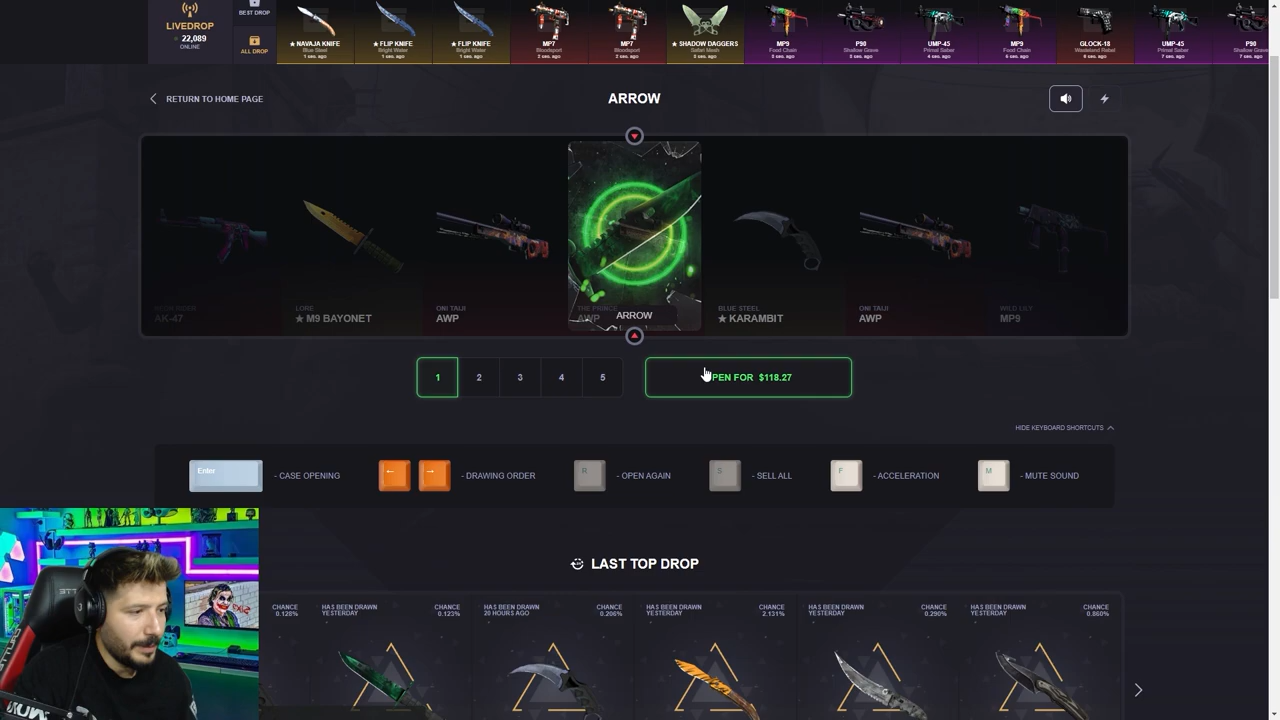 LIVEDROP
22,089
ONLINE
BEST DROP
ALL DROP
★ NAVAJA KNIFE
Blue Steel
1 sec. ago
★ FLIP KNIFE
Bright Water
1 sec. ago
★ FLIP KNIFE
Bright Water
1 sec. ago
MP7
Bloodsport
2 sec. ago
MP7
Bloodsport
2 sec. ago
★ SHADOW DAGGERS
Safari Mesh
3 sec. ago
MP9
Food Chain
3 sec. ago
P90
Shallow Grave
3 sec. ago
UMP-45
Primal Saber
4 sec. ago
MP9
Food Chain
5 sec. ago
GLOCK-18
Wasteland Rebel
6 sec. ago
UMP-45
Primal Saber
7 sec. ago
P90
Shallow Grave
7 sec. ago
RETURN TO HOME PAGE
ARROW
AK-47
LORE
★ M9 BAYONET
ONI TAIJI
AWP
THE PRINCE
AWP
ARROW
BLUE STEEL
★ KARAMBIT
ONI TAIJI
AWP
WILD LILY
MP9
1
2
3
4
5
PEN FOR $118.27
HIDE KEYBOARD SHORTCUTS
Enter
- CASE OPENING
← →
- DRAWING ORDER
R
- OPEN AGAIN
S
- SELL ALL
F
- ACCELERATION
M
- MUTE SOUND
LAST TOP DROP
CHANCE
0.128%
HAS BEEN DRAWN
YESTERDAY
CHANCE
0.123%
HAS BEEN DRAWN
20 HOURS AGO
CHANCE
0.206%
HAS BEEN DRAWN
YESTERDAY
CHANCE
2.131%
HAS BEEN DRAWN
YESTERDAY
CHANCE
0.290%
HAS BEEN DRAWN
YESTERDAY
CHANCE
0.860%